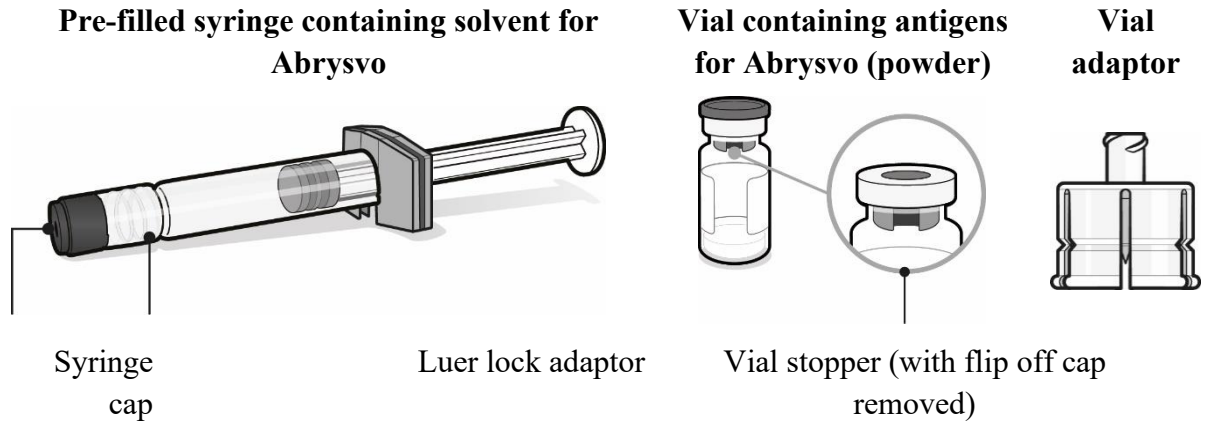 Pre-filled syringe containing solvent for
Abrysvo
Vial containing antigens
for Abrysvo (powder)
Vial
adaptor
Syringe
cap
Luer lock adaptor
Vial stopper (with flip off cap
removed)